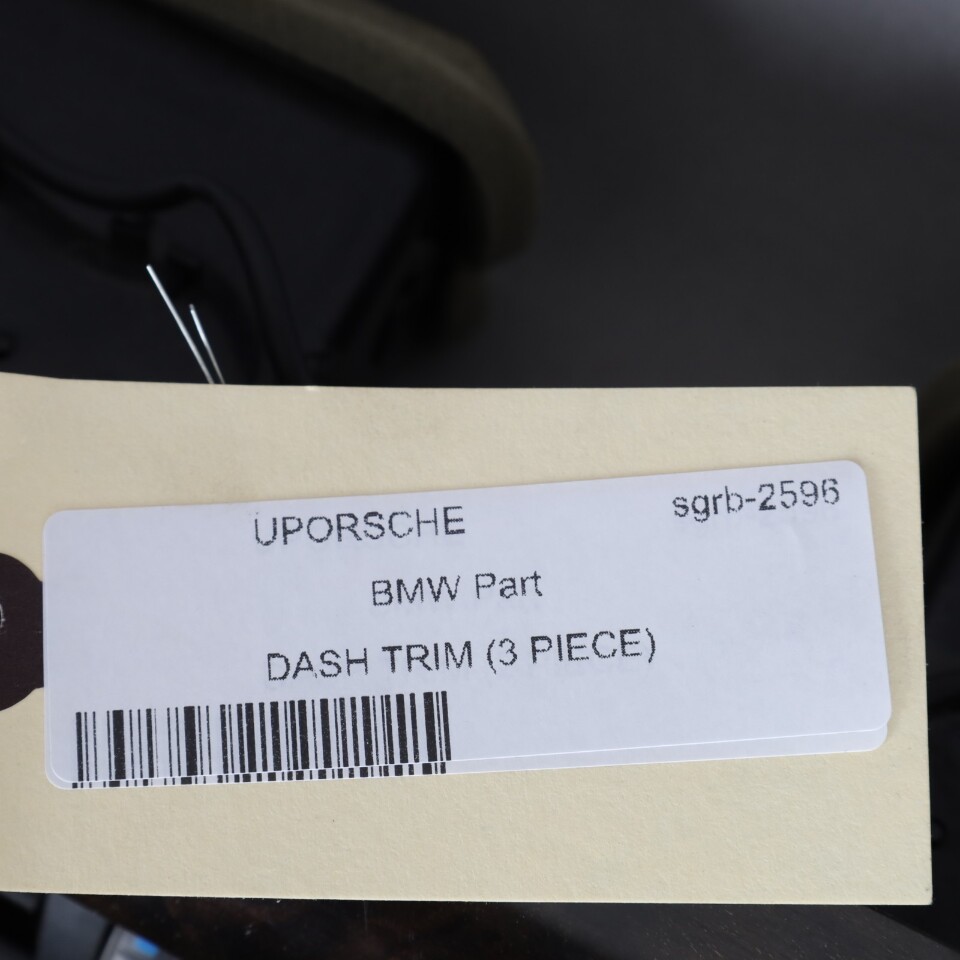 UPORSCHE sgrb-2596
BMW Part
DASH TRIM (3 PIECE)